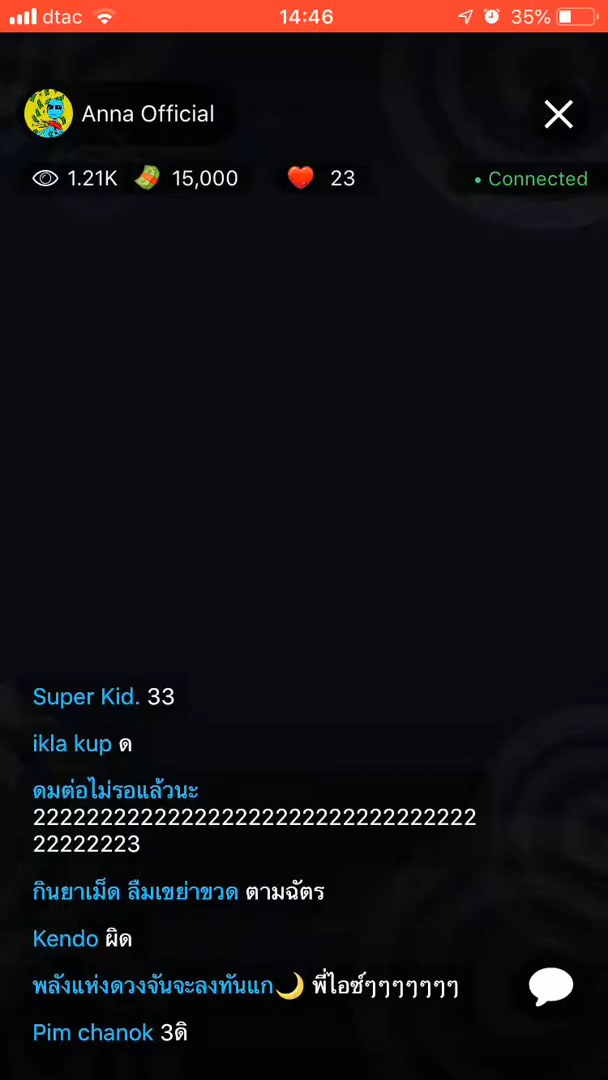 dtac 14:46 35%
Anna Official
1.21K 15,000 23 • Connected
Super Kid. 33
ikla kup ด
ดมต่อไม่รอแล้วนะ
222222222222222222222222222222222
22222223
กินยาเม็ด ลืมเขย่าขวด ตามฉัตร
Kendo ผิด
พลังแห่งดวงจันจะลงทันแก🌙 พี่ไอซ์ๆๆๆๆๆๆๆ
Pim chanok 3ดิ